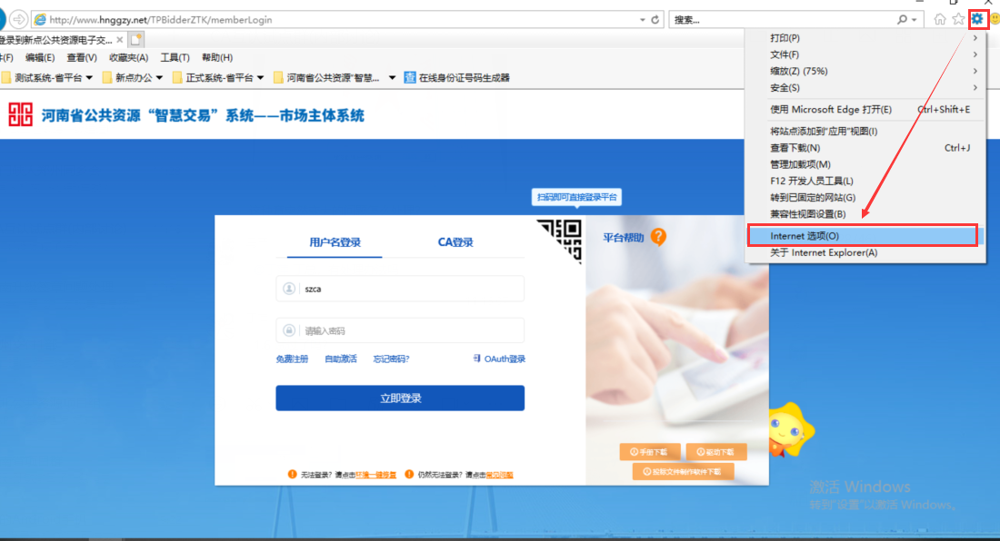 http://www.hnggzy.net/TPBidderZTK/memberLogin
搜索...
登录到新点公共资源电子交...
(F) 编辑(E) 查看(V) 收藏夹(A) 工具(T) 帮助(H)
测试系统-省平台 新点办公 正式系统-省平台 河南省公共资源"智慧... 查 在线身份证号码生成器
河南省公共资源“智慧交易”系统——市场主体系统
打印(P)
文件(F)
缩放(Z) (75%)
安全(S)
使用 Microsoft Edge 打开(E) Ctrl+Shift+E
将站点添加到"应用"视图(I)
查看下载(N) Ctrl+J
管理加载项(M)
F12 开发人员工具(L)
转到已固定的网站(G)
兼容性视图设置(B)
Internet 选项(O)
关于 Internet Explorer(A)
扫码即可直接登录平台
用户名登录 CA登录
平台帮助 ?
szca
请输入密码
免费注册 自助激活 忘记密码? OAuth登录
立即登录
手册下载 驱动下载
投标文件制作软件下载
无法登录？请点击环境一键修复 仍然无法登录？请点击
激活 Windows
转到"设置"以激活 Windows。